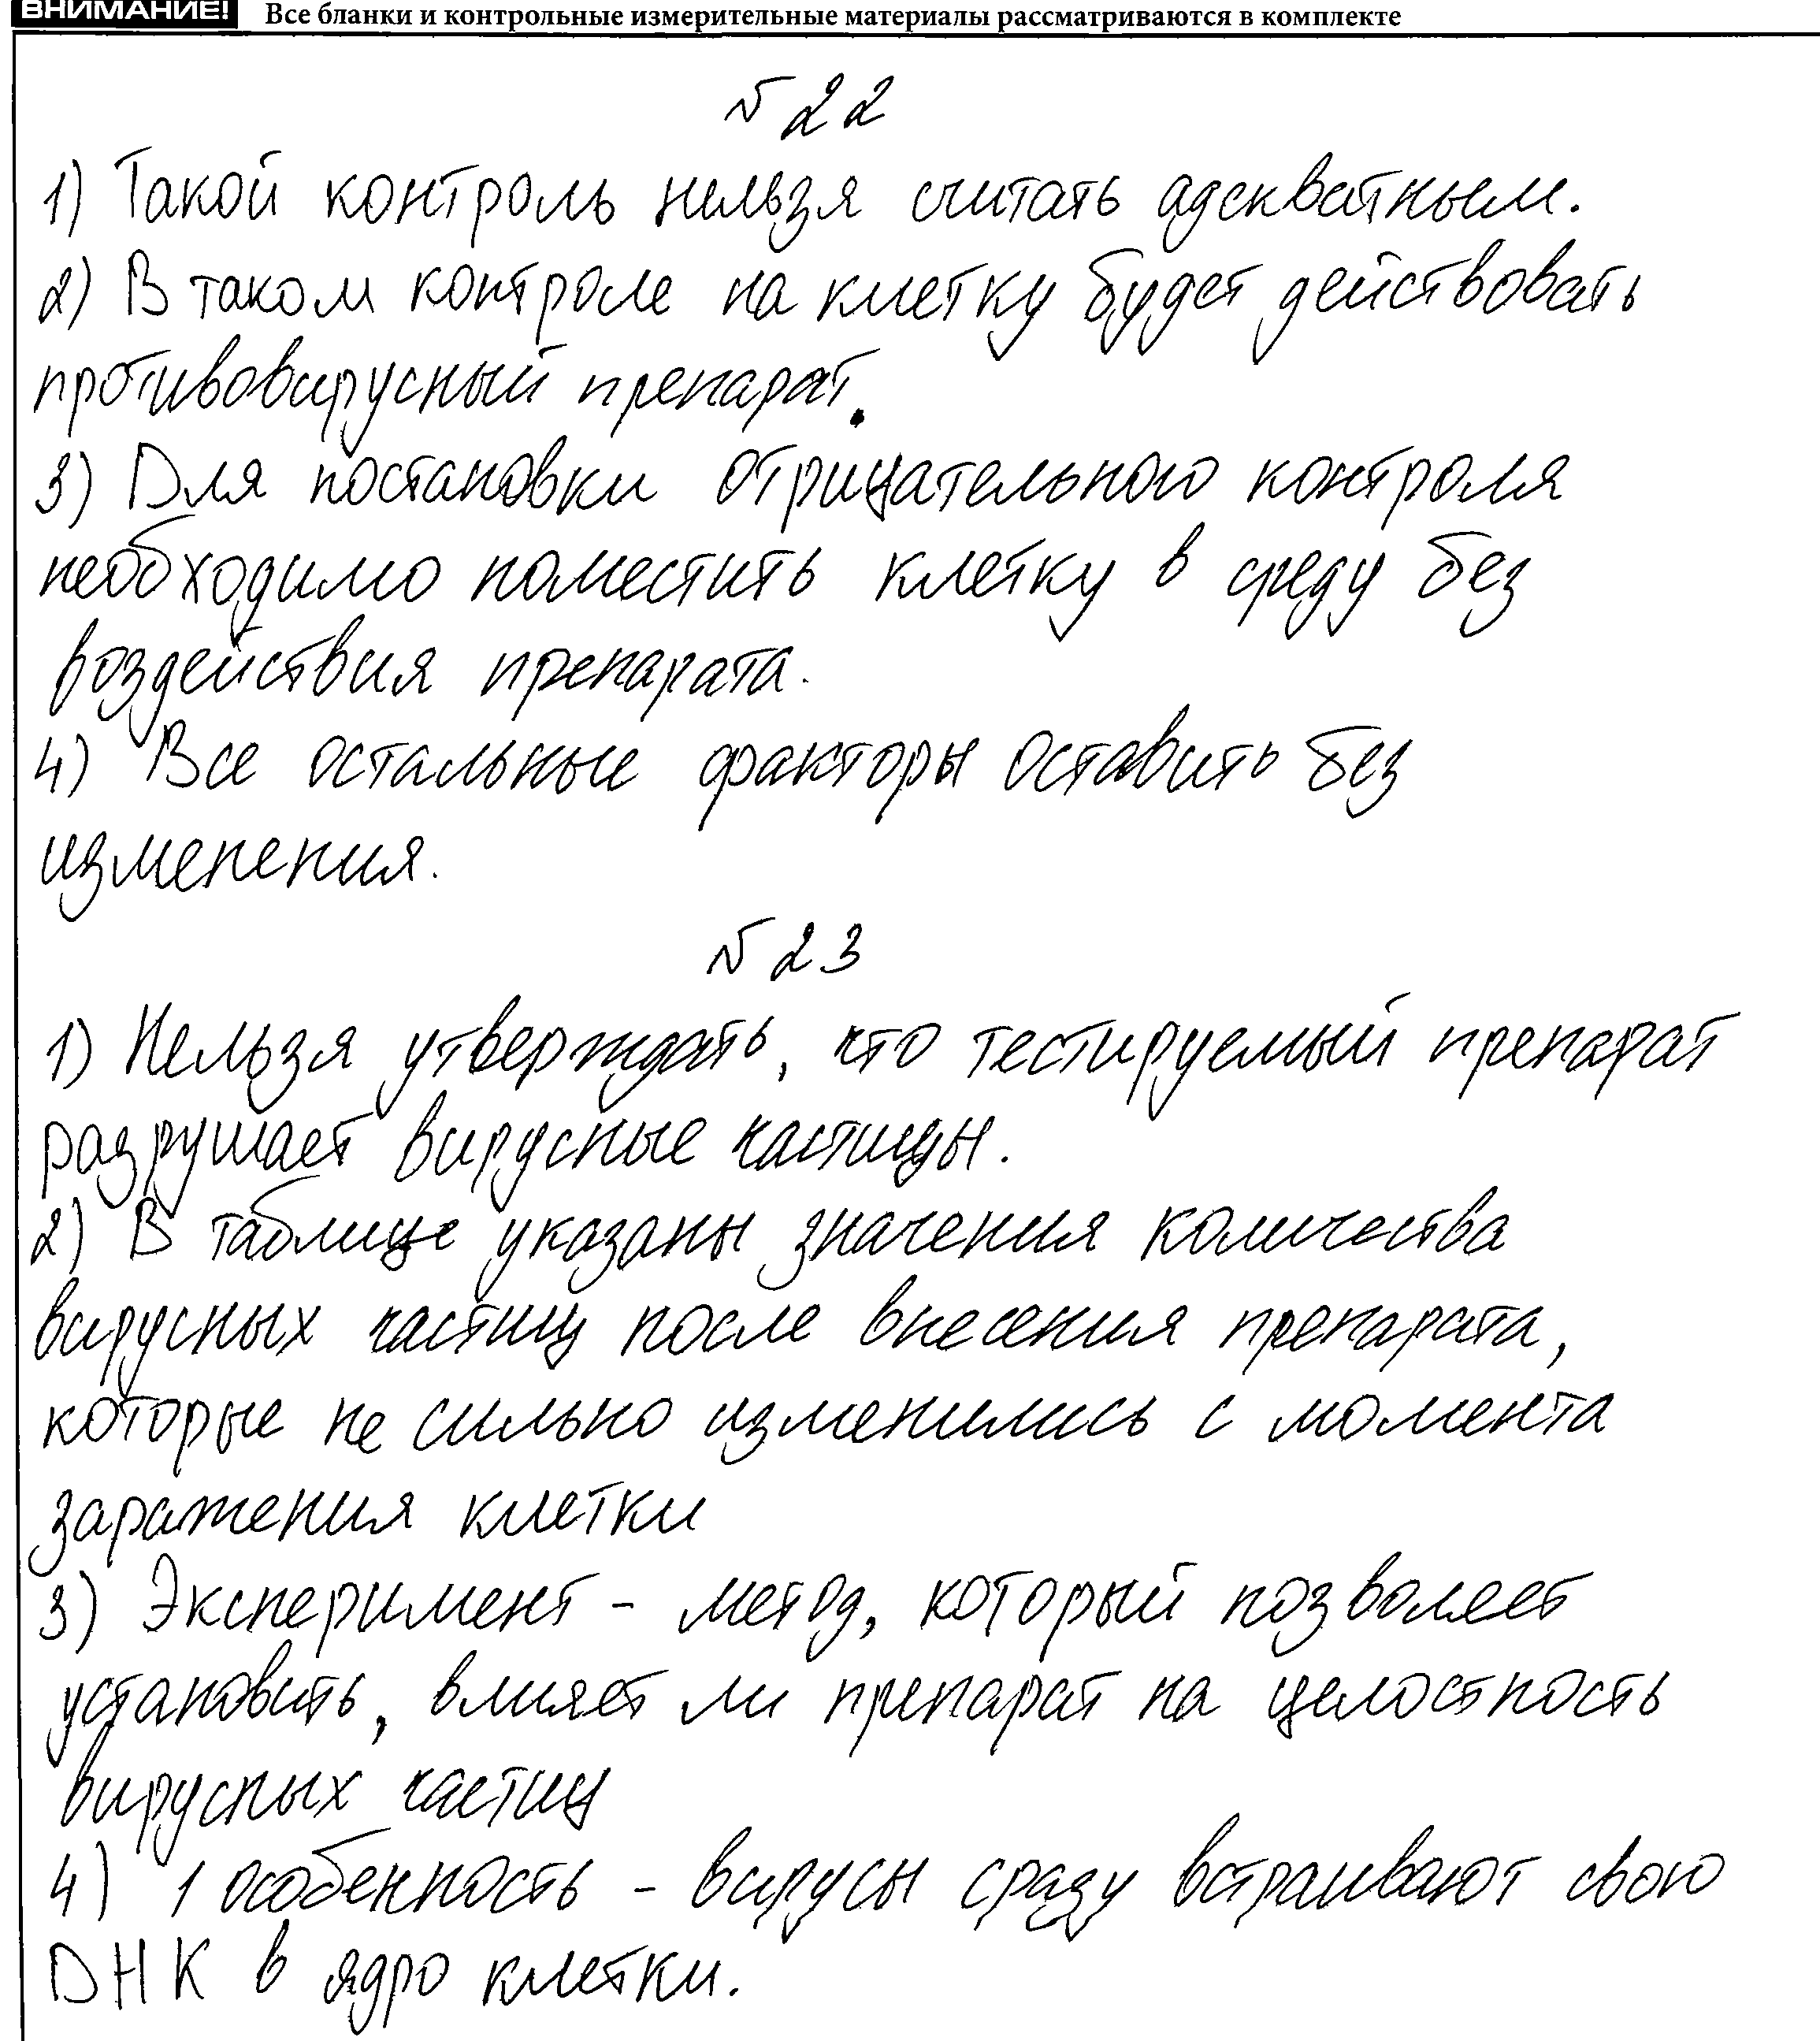 ВНИМАНИЕ! Все бланки и контрольные измерительные материалы рассматриваются в комплекте
№ 22
1) Такой контроль нельзя считать адекватным.
2) В таком контроле на клетку будет действовать
противовирусный препарат.
3) Для постановки отрицательного контроля
необходимо поместить клетку в среду без
воздействия препарата.
4) Все остальные факторы оставить без
изменения.
№ 23
1) Нельзя утверждать, что тестируемый препарат
разрушает вирусные частицы.
2) В таблице указаны значения количества
вирусных частиц после внесения препарата,
которые не сильно изменились с момента
заражения клетки
3) Эксперимент - метод, который позволяет
установить, влияет ли препарат на целостность
вирусных частиц
4) 1 особенность - вирусы сразу встраивают свою
ДНК в ядро клетки.